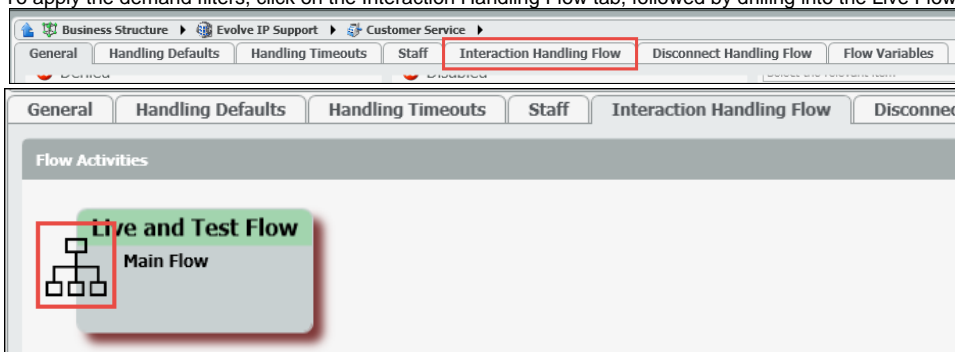 To apply the demand filters, click on the Interaction Handling Flow tab, followed by drilling into the Live Flow
Business Structure Evolve IP Support Customer Service
General Handling Defaults Handling Timeouts Staff Interaction Handling Flow Disconnect Handling Flow Flow Variables
Denied Disabled Select the relevant item
General Handling Defaults Handling Timeouts Staff Interaction Handling Flow Disconnec
Flow Activities
Live and Test Flow
Main Flow